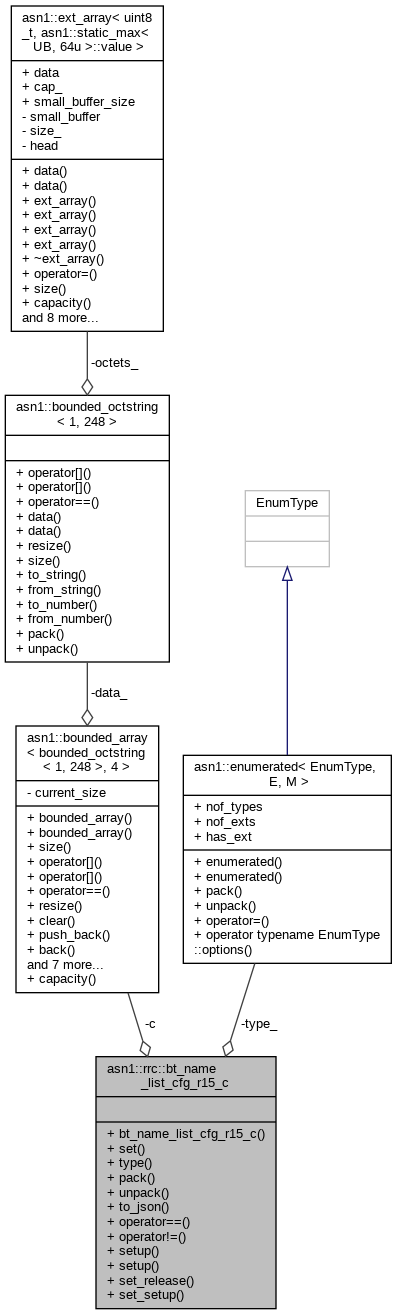 asn1::ext_array< uint8
_t, asn1::static_max<
UB, 64u >::value >
+ data
+ cap_
+ small_buffer_size
- small_buffer
- size_
- head
+ data()
+ data()
+ ext_array()
+ ext_array()
+ ext_array()
+ ext_array()
+ ~ext_array()
+ operator=()
+ size()
+ capacity()
and 8 more...
-octets_
asn1::bounded_octstring
< 1, 248 >
+ operator[]()
+ operator[]()
+ operator==()
+ data()
+ data()
+ resize()
+ size()
+ to_string()
+ from_string()
+ to_number()
+ from_number()
+ pack()
+ unpack()
EnumType
-data_
asn1::bounded_array
< bounded_octstring
< 1, 248 >, 4 >
- current_size
+ bounded_array()
+ bounded_array()
+ size()
+ operator[]()
+ operator[]()
+ operator==()
+ resize()
+ clear()
+ push_back()
+ back()
and 7 more...
+ capacity()
asn1::enumerated< EnumType,
E, M >
+ nof_types
+ nof_exts
+ has_ext
+ enumerated()
+ enumerated()
+ pack()
+ unpack()
+ operator=()
+ operator typename EnumType
::options()
-c
-type_
asn1::rrc::bt_name
_list_cfg_r15_c
+ bt_name_list_cfg_r15_c()
+ set()
+ type()
+ pack()
+ unpack()
+ to_json()
+ operator==()
+ operator!=()
+ setup()
+ setup()
+ set_release()
+ set_setup()